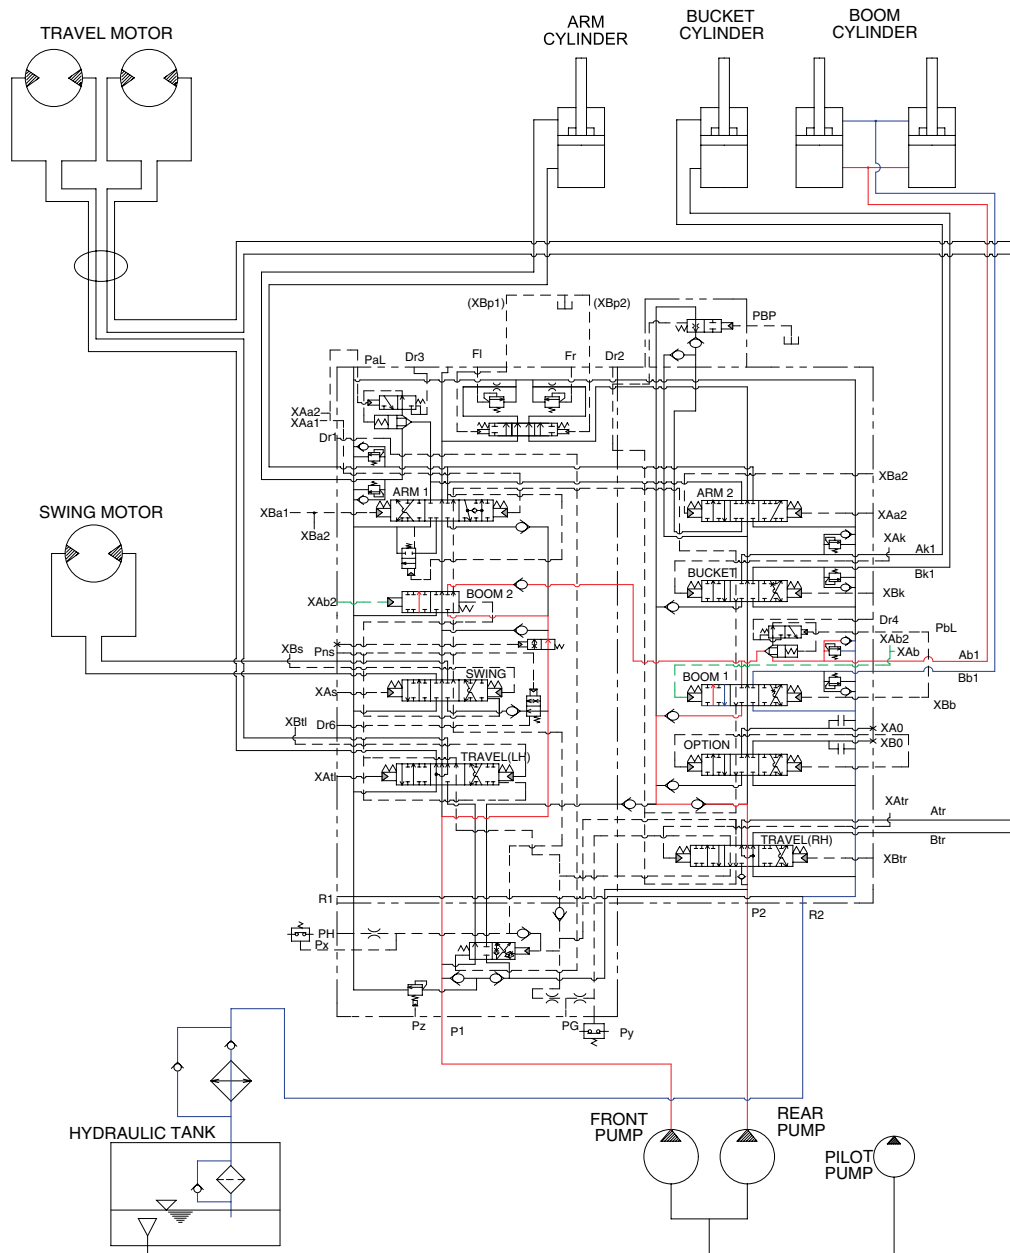 TRAVEL MOTOR
ARM
CYLINDER
BUCKET
CYLINDER
BOOM
CYLINDER
(XBp1)
(XBp2)
PBP
PaL
Dr3
Fl
Fr
Dr2
XAa2
XAa1
Dr1
XBa2
ARM 1
ARM 2
SWING MOTOR
XBa1
XAa2
XBa2
XAk
Ak1
BUCKET
Bk1
XAb2
BOOM 2
XBk
Dr4
PbL
XAb2
XBs
Pns
XAb
Ab1
SWING
BOOM 1
Bb1
XAs
XBb
XBtl
Dr6
XA0
OPTION
XB0
TRAVEL(LH)
XAtl
XAtr
Atr
TRAVEL(RH)
Btr
XBtr
R1
P2
R2
PH
Px
Pz
P1
PG
Py
FRONT
PUMP
REAR
PUMP
HYDRAULIC TANK
PILOT
PUMP